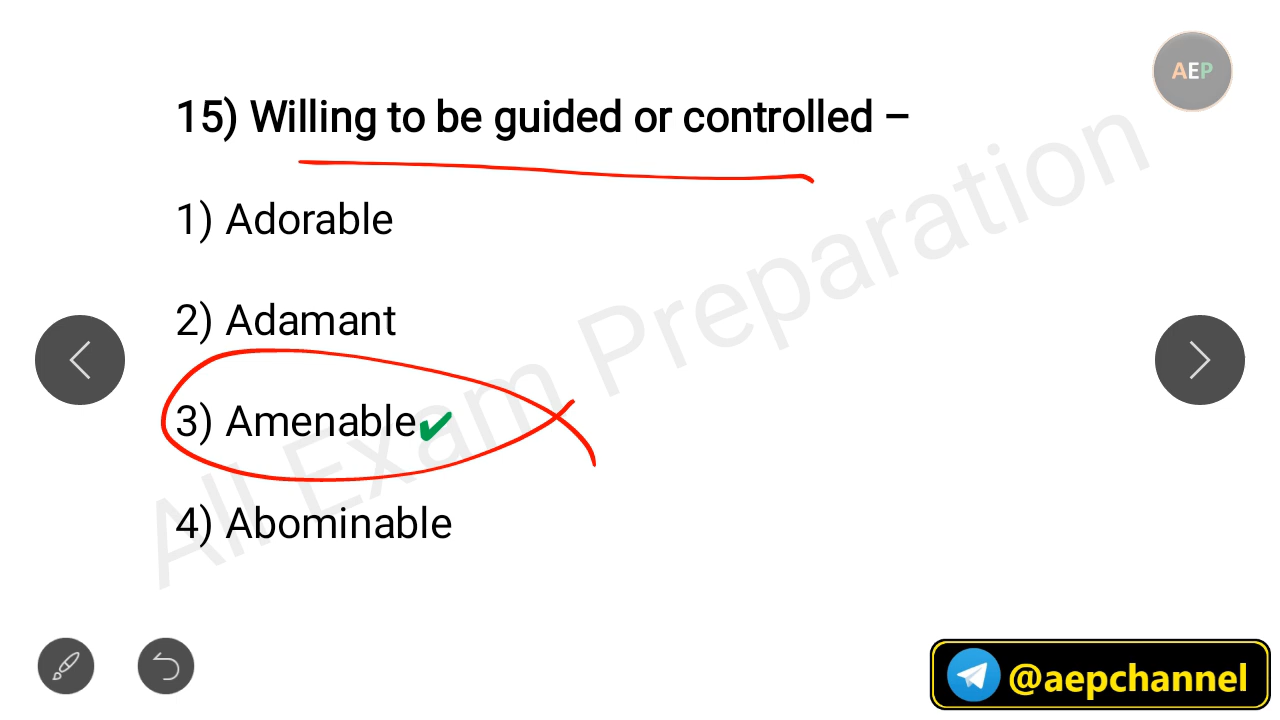 AEP
15) Willing to be guided or controlled –
1) Adorable
2) Adamant
3) Amenable✔
4) Abominable
All Exam Preparation
@aepchannel